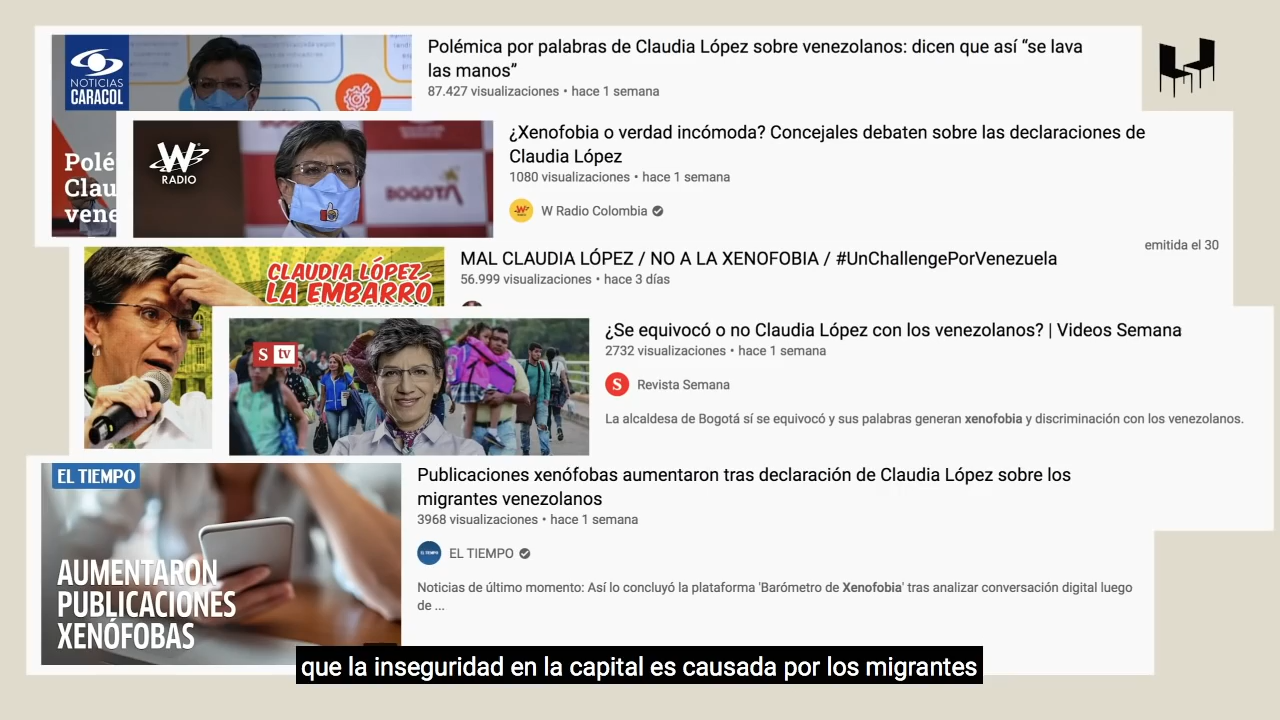 NOTICIAS
CARACOL
Polémica por palabras de Claudia López sobre venezolanos: dicen que así “se lava
las manos”
87.427 visualizaciones • hace 1 semana
Polé
Clau
vene
W
RADIO
BOGOTÁ
¿Xenofobia o verdad incómoda? Concejales debaten sobre las declaraciones de
Claudia López
1080 visualizaciones • hace 1 semana
W Radio Colombia
emitida el 30
CLAUDIA LÓPEZ,
LA EMBARRÓ
MAL CLAUDIA LÓPEZ / NO A LA XENOFOBIA / #UnChallengePorVenezuela
56.999 visualizaciones • hace 3 días
S tv
¿Se equivocó o no Claudia López con los venezolanos? | Videos Semana
2732 visualizaciones • hace 1 semana
S
Revista Semana
La alcaldesa de Bogotá sí se equivocó y sus palabras generan xenofobia y discriminación con los venezolanos.
EL TIEMPO
AUMENTARON
PUBLICACIONES
XENÓFOBAS
Publicaciones xenófobas aumentaron tras declaración de Claudia López sobre los
migrantes venezolanos
3968 visualizaciones • hace 1 semana
EL TIEMPO
Noticias de último momento: Así lo concluyó la plataforma 'Barómetro de Xenofobia' tras analizar conversación digital luego
de ...
que la inseguridad en la capital es causada por los migrantes